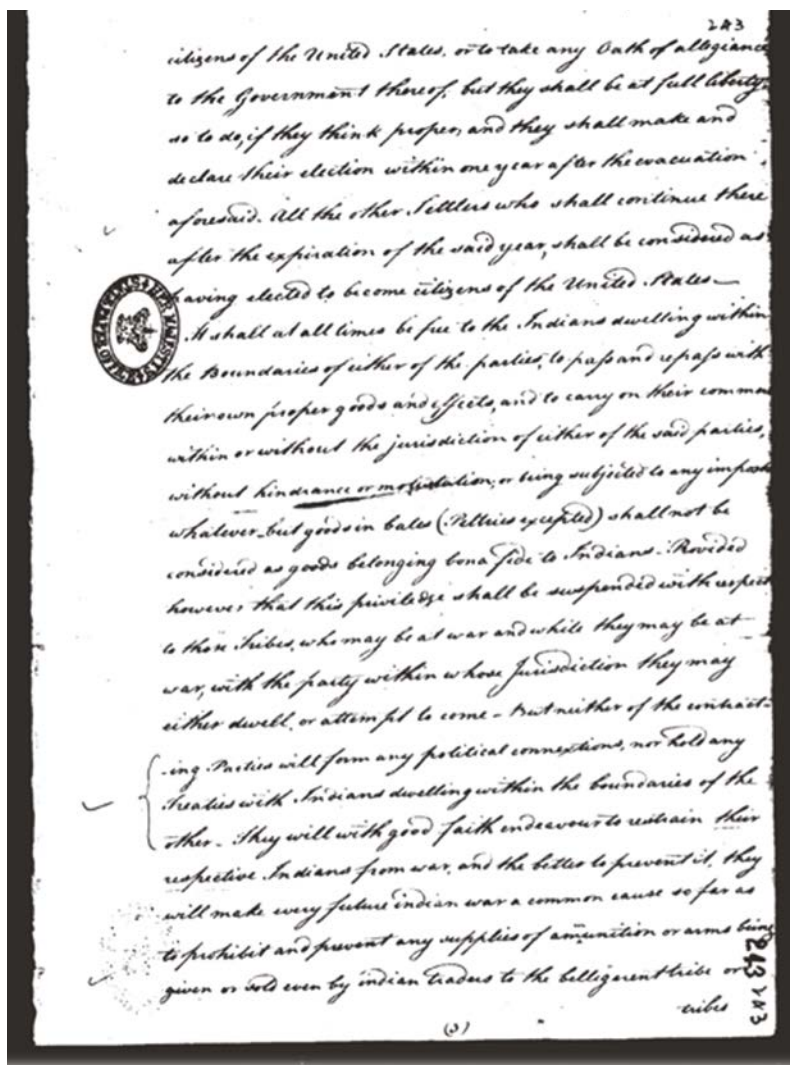 243
citizens of the United States, or to take any Oath of allegiance
to the Government thereof; but they shall be at full liberty
so to do, if they think proper, and they shall make and
declare their election within one year after the evacuation
aforesaid. All the other Settlers who shall continue there
after the expiration of the said year, shall be considered as
having elected to become citizens of the United States—
It shall at all times be free to the Indians dwelling within
the Boundaries of either of the parties, to pass and repass with
their own proper goods and effects, and to carry on their comme
within or without the jurisdiction of either of the said parties,
without hindrance or molestation, or being subjected to any imposts
whatever but goods in bales (Peltries excepted) shall not be
considered as goods belonging bona fide to Indians - Provided
however that this priviledge shall be suspended with respect
to those Tribes, who may be at war and while they may be at
war, with the party within whose Jurisdiction they may
either dwell, or attempt to come - But neither of the contract-
-ing Parties will form any political connextions, nor hold any
Treaties with Indians dwelling within the boundaries of the
other - They will with good faith endeavour to restrain their
respective Indians from war, and the better to prevent it, they
will make every future indian war a common cause so far as
to prohibit and prevent any supplies of amunition or arms being
given or sold even by indian traders to the belligerent tribe or
tribes
(3)
243
243
STATE PAPER OFFICE
HER MAJESTY'S